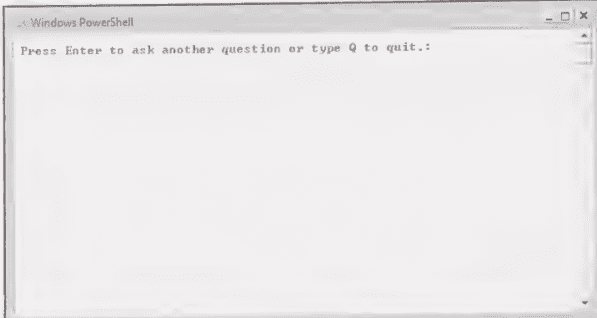 Windows PowerShell
Press Enter to ask another question or type Q to quit.: